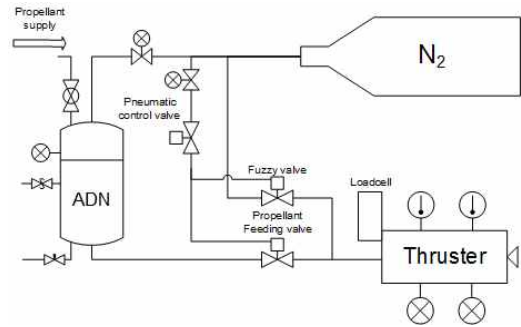 Propellant
supply
N2
Pneumatic
control valve
Fuzzy valve
Loadcell
ADN
Propellant
Feeding valve
Thruster